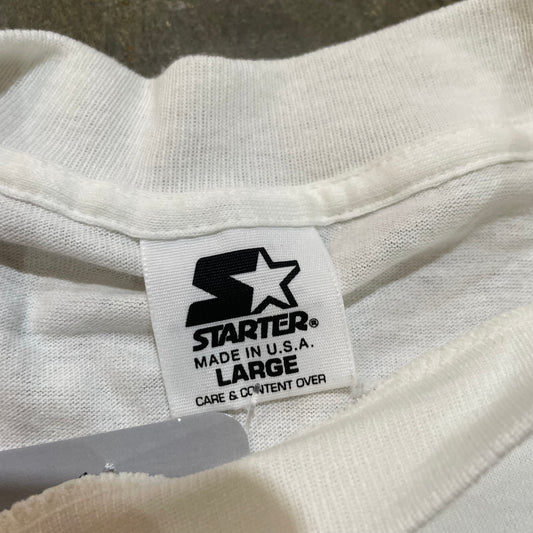 STARTER®
MADE IN U.S.A.
LARGE
CARE & CONTENT OVER